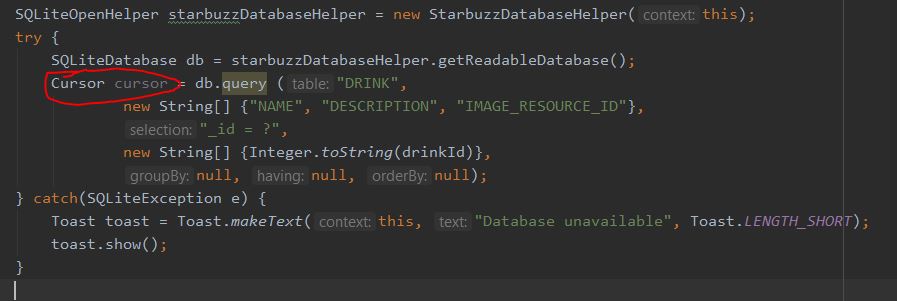 SQLiteOpenHelper starbuzzDatabaseHelper = new StarbuzzDatabaseHelper( context: this);
try {
    SQLiteDatabase db = starbuzzDatabaseHelper.getReadableDatabase();
    Cursor cursor = db.query ( table: "DRINK",
            new String[] {"NAME", "DESCRIPTION", "IMAGE_RESOURCE_ID"},
            selection: "_id = ?",
            new String[] {Integer.toString(drinkId)},
            groupBy: null, having: null, orderBy: null);
} catch(SQLiteException e) {
    Toast toast = Toast.makeText( context: this, text: "Database unavailable", Toast.LENGTH_SHORT);
    toast.show();
}